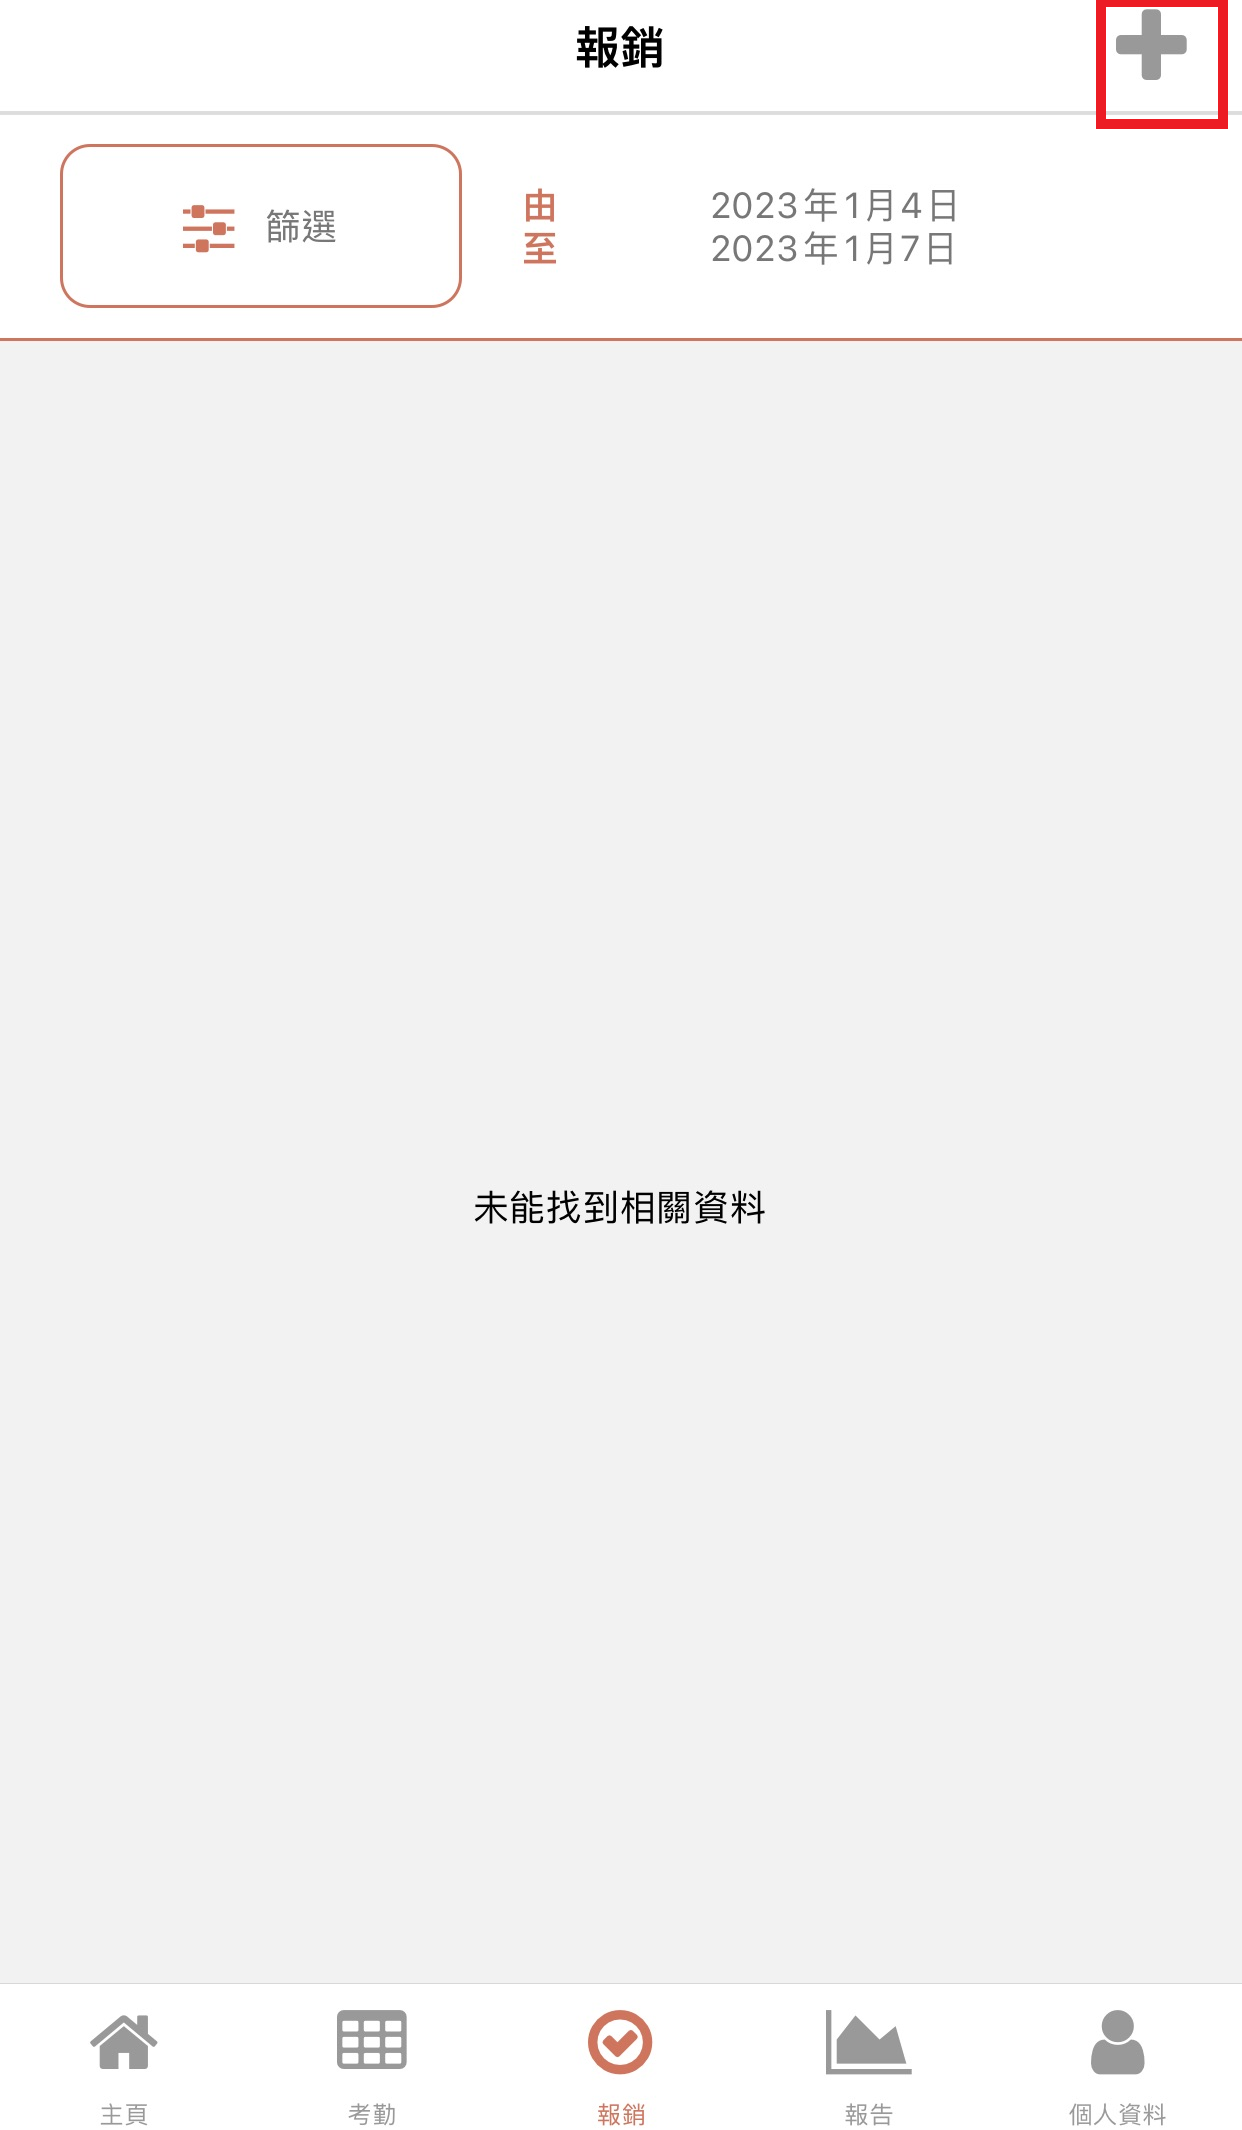 報銷
篩選
由 2023年1月4日
至 2023年1月7日
未能找到相關資料
主頁 考勤 報銷 報告 個人資料